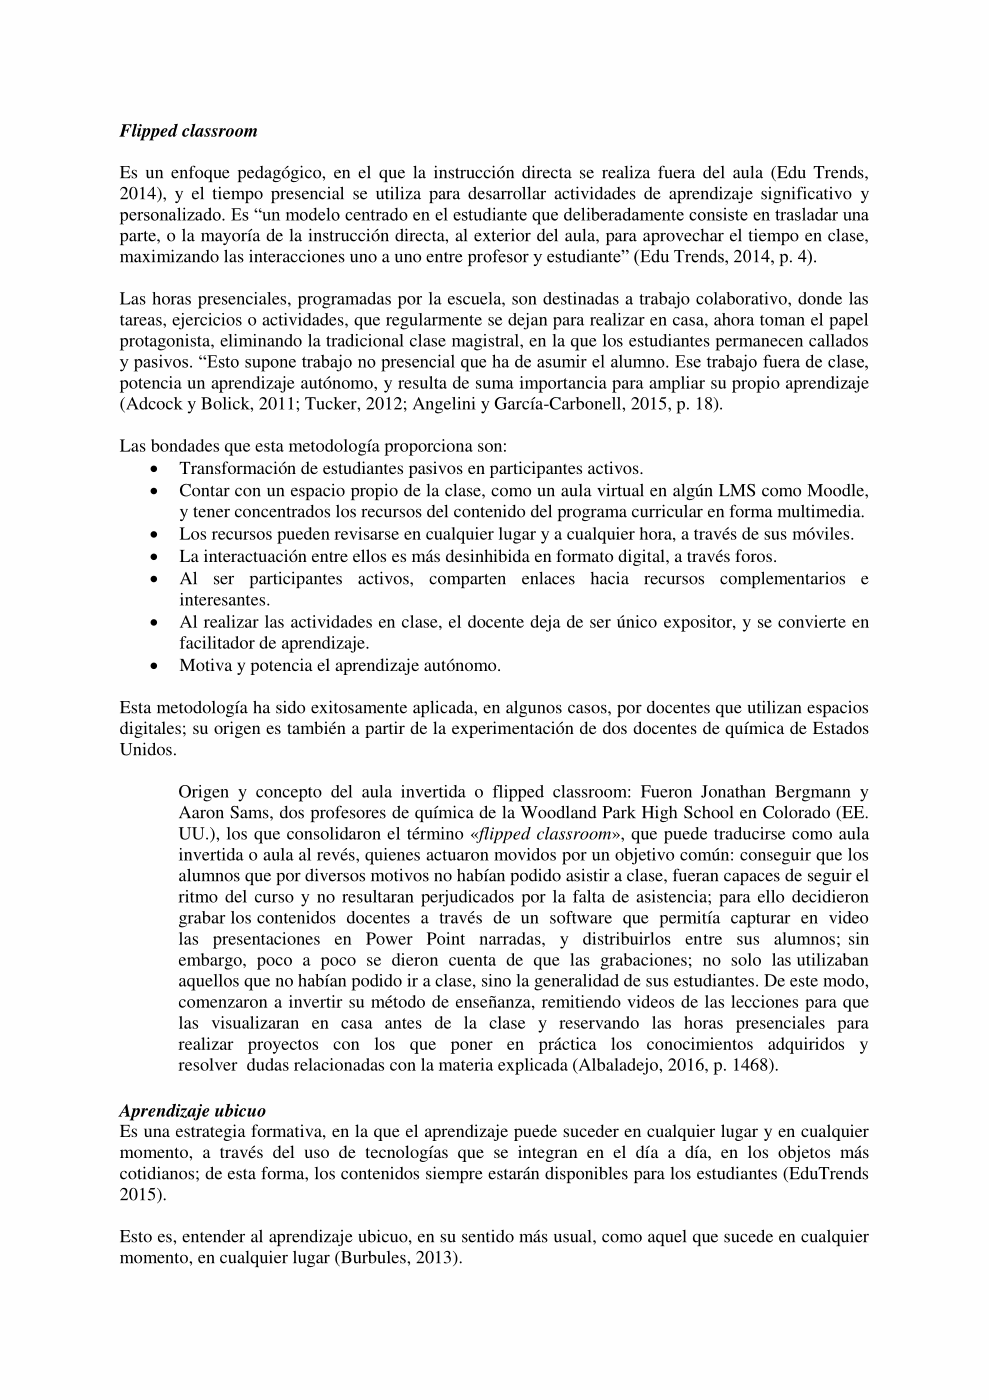 Flipped classroom
Es un enfoque pedagógico, en el que la instrucción directa se realiza fuera del aula (Edu Trends,
2014), y el tiempo presencial se utiliza para desarrollar actividades de aprendizaje significativo y
personalizado. Es “un modelo centrado en el estudiante que deliberadamente consiste en trasladar una
parte, o la mayoría de la instrucción directa, al exterior del aula, para aprovechar el tiempo en clase,
maximizando las interacciones uno a uno entre profesor y estudiante” (Edu Trends, 2014, p. 4).
Las horas presenciales, programadas por la escuela, son destinadas a trabajo colaborativo, donde las
tareas, ejercicios o actividades, que regularmente se dejan para realizar en casa, ahora toman el papel
protagonista, eliminando la tradicional clase magistral, en la que los estudiantes permanecen callados
y pasivos. “Esto supone trabajo no presencial que ha de asumir el alumno. Ese trabajo fuera de clase,
potencia un aprendizaje autónomo, y resulta de suma importancia para ampliar su propio aprendizaje
(Adcock y Bolick, 2011; Tucker, 2012; Angelini y García-Carbonell, 2015, p. 18).
Las bondades que esta metodología proporciona son:
• Transformación de estudiantes pasivos en participantes activos.
• Contar con un espacio propio de la clase, como un aula virtual en algún LMS como Moodle,
y tener concentrados los recursos del contenido del programa curricular en forma multimedia.
• Los recursos pueden revisarse en cualquier lugar y a cualquier hora, a través de sus móviles.
• La interactuación entre ellos es más desinhibida en formato digital, a través foros.
• Al ser participantes activos, comparten enlaces hacia recursos complementarios e
interesantes.
• Al realizar las actividades en clase, el docente deja de ser único expositor, y se convierte en
facilitador de aprendizaje.
• Motiva y potencia el aprendizaje autónomo.
Esta metodología ha sido exitosamente aplicada, en algunos casos, por docentes que utilizan espacios
digitales; su origen es también a partir de la experimentación de dos docentes de química de Estados
Unidos.
Origen y concepto del aula invertida o flipped classroom: Fueron Jonathan Bergmann y
Aaron Sams, dos profesores de química de la Woodland Park High School en Colorado (EE.
UU.), los que consolidaron el término «flipped classroom», que puede traducirse como aula
invertida o aula al revés, quienes actuaron movidos por un objetivo común: conseguir que los
alumnos que por diversos motivos no habían podido asistir a clase, fueran capaces de seguir el
ritmo del curso y no resultaran perjudicados por la falta de asistencia; para ello decidieron
grabar los contenidos docentes a través de un software que permitía capturar en video
las presentaciones en Power Point narradas, y distribuirlos entre sus alumnos; sin
embargo, poco a poco se dieron cuenta de que las grabaciones; no solo las utilizaban
aquellos que no habían podido ir a clase, sino la generalidad de sus estudiantes. De este modo,
comenzaron a invertir su método de enseñanza, remitiendo videos de las lecciones para que
las visualizaran en casa antes de la clase y reservando las horas presenciales para
realizar proyectos con los que poner en práctica los conocimientos adquiridos y
resolver dudas relacionadas con la materia explicada (Albaladejo, 2016, p. 1468).
Aprendizaje ubicuo
Es una estrategia formativa, en la que el aprendizaje puede suceder en cualquier lugar y en cualquier
momento, a través del uso de tecnologías que se integran en el día a día, en los objetos más
cotidianos; de esta forma, los contenidos siempre estarán disponibles para los estudiantes (EduTrends
2015).
Esto es, entender al aprendizaje ubicuo, en su sentido más usual, como aquel que sucede en cualquier
momento, en cualquier lugar (Burbules, 2013).